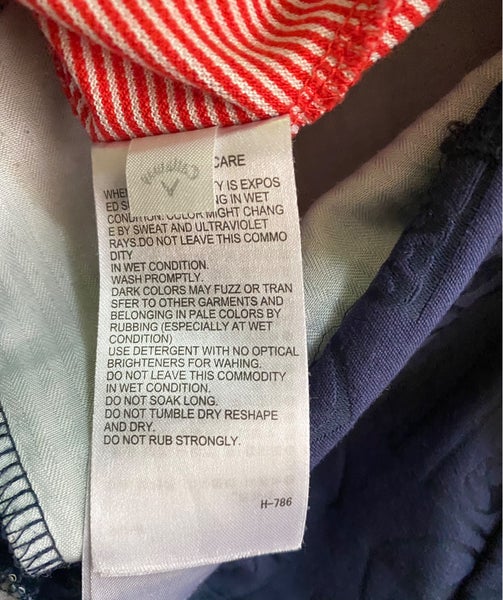 Callaway
CARE
WHE
Y IS EXPOS
ED S NG IN WET
CONDITION. COLOR MIGHT CHANG
E BY SWEAT AND ULTRAVIOLET
RAYS.DO NOT LEAVE THIS COMMO
DITY
IN WET CONDITION.
WASH PROMPTLY.
DARK COLORS MAY FUZZ OR TRAN
SFER TO OTHER GARMENTS AND
BELONGING IN PALE COLORS BY
RUBBING (ESPECIALLY AT WET
CONDITION)
USE DETERGENT WITH NO OPTICAL
BRIGHTENERS FOR WAHING.
DO NOT LEAVE THIS COMMODITY
IN WET CONDITION.
DO NOT SOAK LONG.
DO NOT TUMBLE DRY RESHAPE
AND DRY.
DO NOT RUB STRONGLY.
H-786